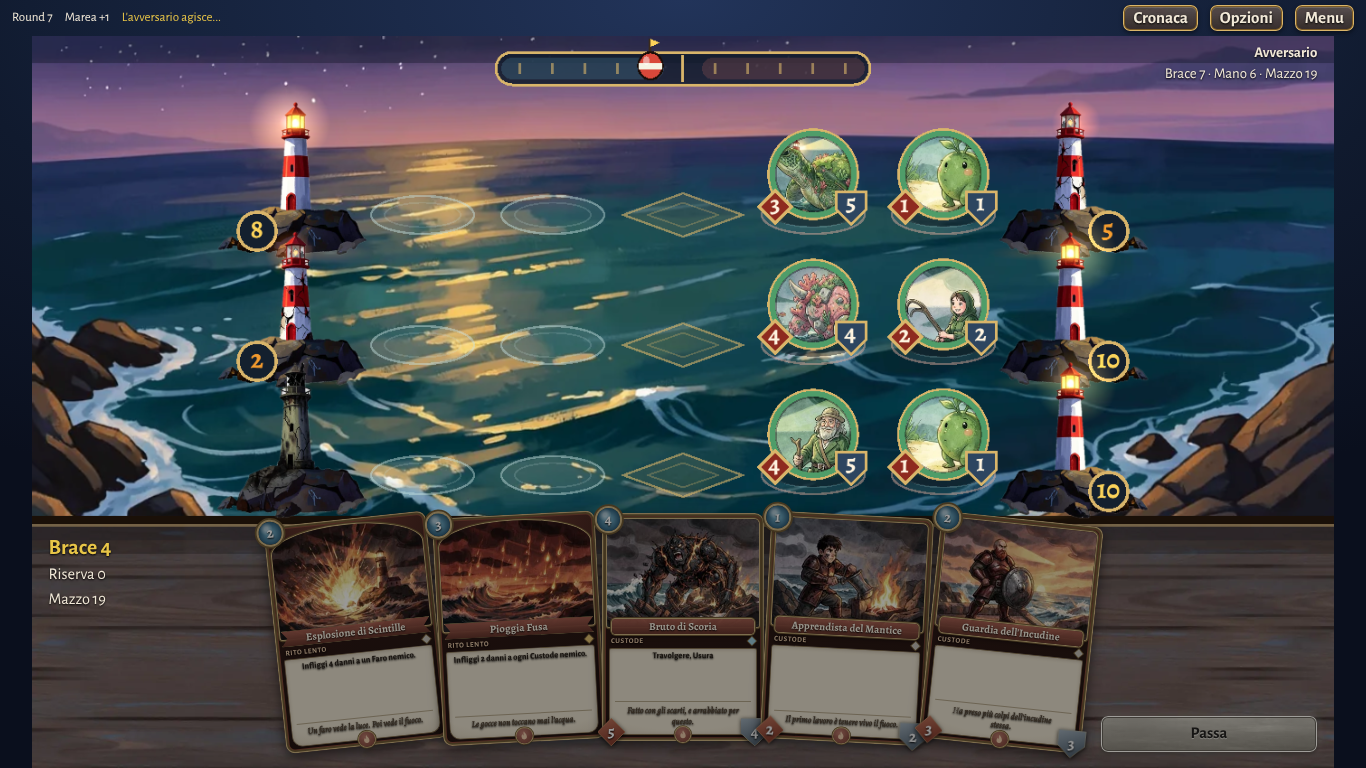 Round 7 Marea +1 L'avversario agisce...
Cronaca Opzioni Menu
Avversario
Brace 7 · Mano 6 · Mazzo 19
3 5 1 1
8 5
4 4 2 2
2 10
4 5 1 1
10
Brace 4
Riserva 0
Mazzo 19
2
Esplosione di Scintille
RITO LENTO
Infliggi 4 danni a un Faro nemico.
Un faro vede la luce. Poi vede il fuoco.
3
Pioggia Fusa
RITO LENTO
Infliggi 2 danni a ogni Custode nemico.
Le gocce non toccano mai l'acqua.
4
Bruto di Scoria
CUSTODE
Travolgere, Usura
Fatto con gli scarti, e arrabbiato per
questo.
5 4
1
Apprendista del Mantice
CUSTODE
Il primo lavoro è tenere vivo il fuoco.
2 2
2
Guardia dell'Incudine
CUSTODE
Ha preso più colpi dell'incudine
stessa.
3 3
Passa